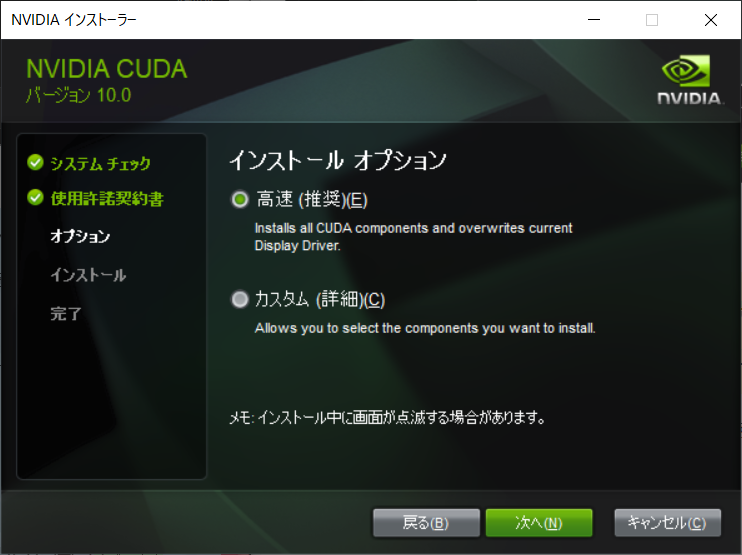 NVIDIA インストーラー
NVIDIA CUDA
バージョン 10.0
NVIDIA.
システム チェック
使用許諾契約書
オプション
インストール
完了
インストール オプション
高速 (推奨)(E)
Installs all CUDA components and overwrites current
Display Driver.
カスタム (詳細)(C)
Allows you to select the components you want to install.
メモ: インストール中に画面が点滅する場合があります。
戻る(B)
次へ(N)
キャンセル(C)